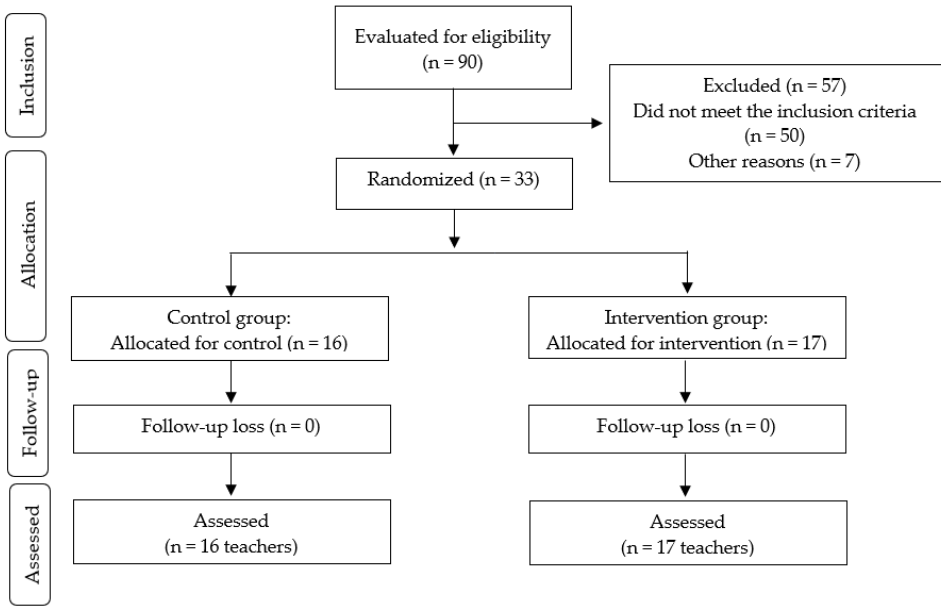 Inclusion
Evaluated for eligibility
(n = 90)
Excluded (n = 57)
Did not meet the inclusion criteria
(n = 50)
Other reasons (n = 7)
Allocation
Randomized (n = 33)
Control group:
Allocated for control (n = 16)
Intervention group:
Allocated for intervention (n = 17)
Follow-up
Follow-up loss (n = 0)
Follow-up loss (n = 0)
Assessed
Assessed
(n = 16 teachers)
Assessed
(n = 17 teachers)